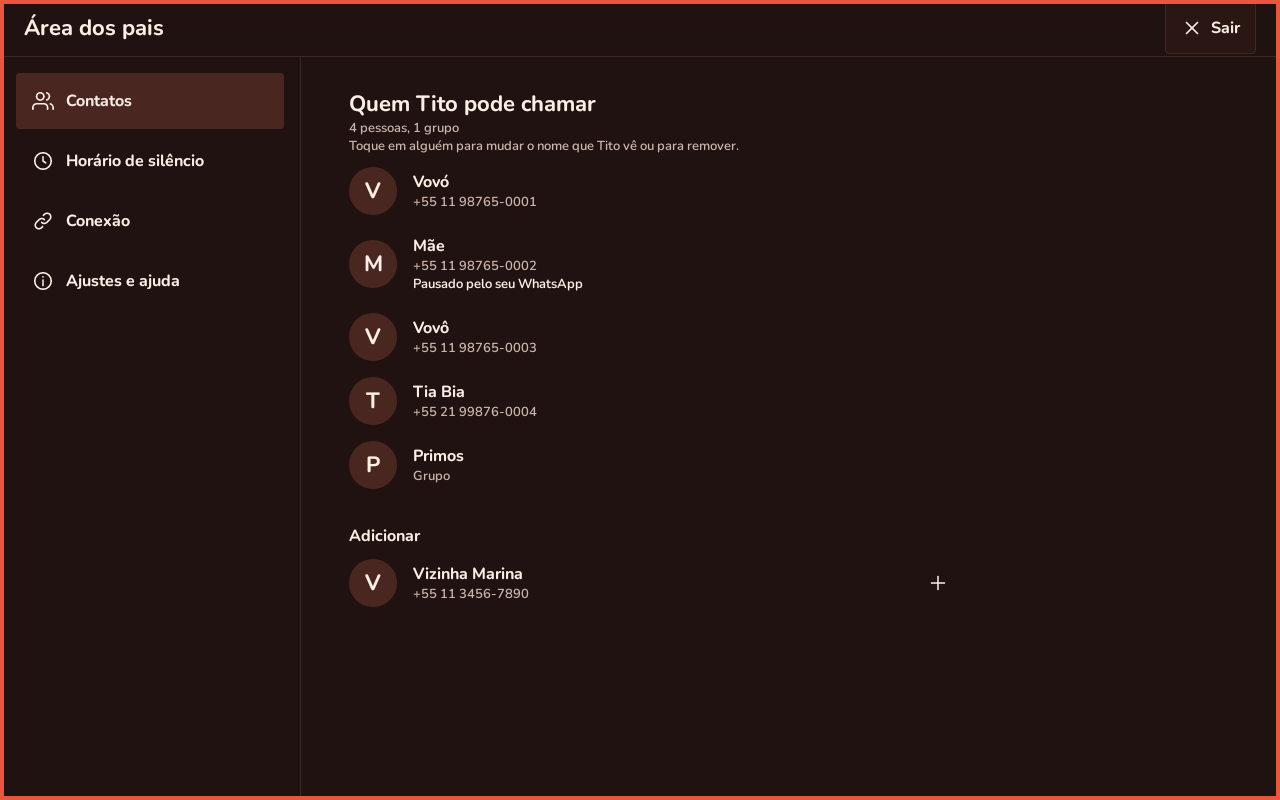 Área dos pais
Sair
Contatos
Horário de silêncio
Conexão
Ajustes e ajuda
Quem Tito pode chamar
4 pessoas, 1 grupo
Toque em alguém para mudar o nome que Tito vê ou para remover.
V
Vovó
+55 11 98765-0001
M
Mãe
+55 11 98765-0002
Pausado pelo seu WhatsApp
V
Vovô
+55 11 98765-0003
T
Tia Bia
+55 21 99876-0004
P
Primos
Grupo
Adicionar
V
Vizinha Marina
+55 11 3456-7890